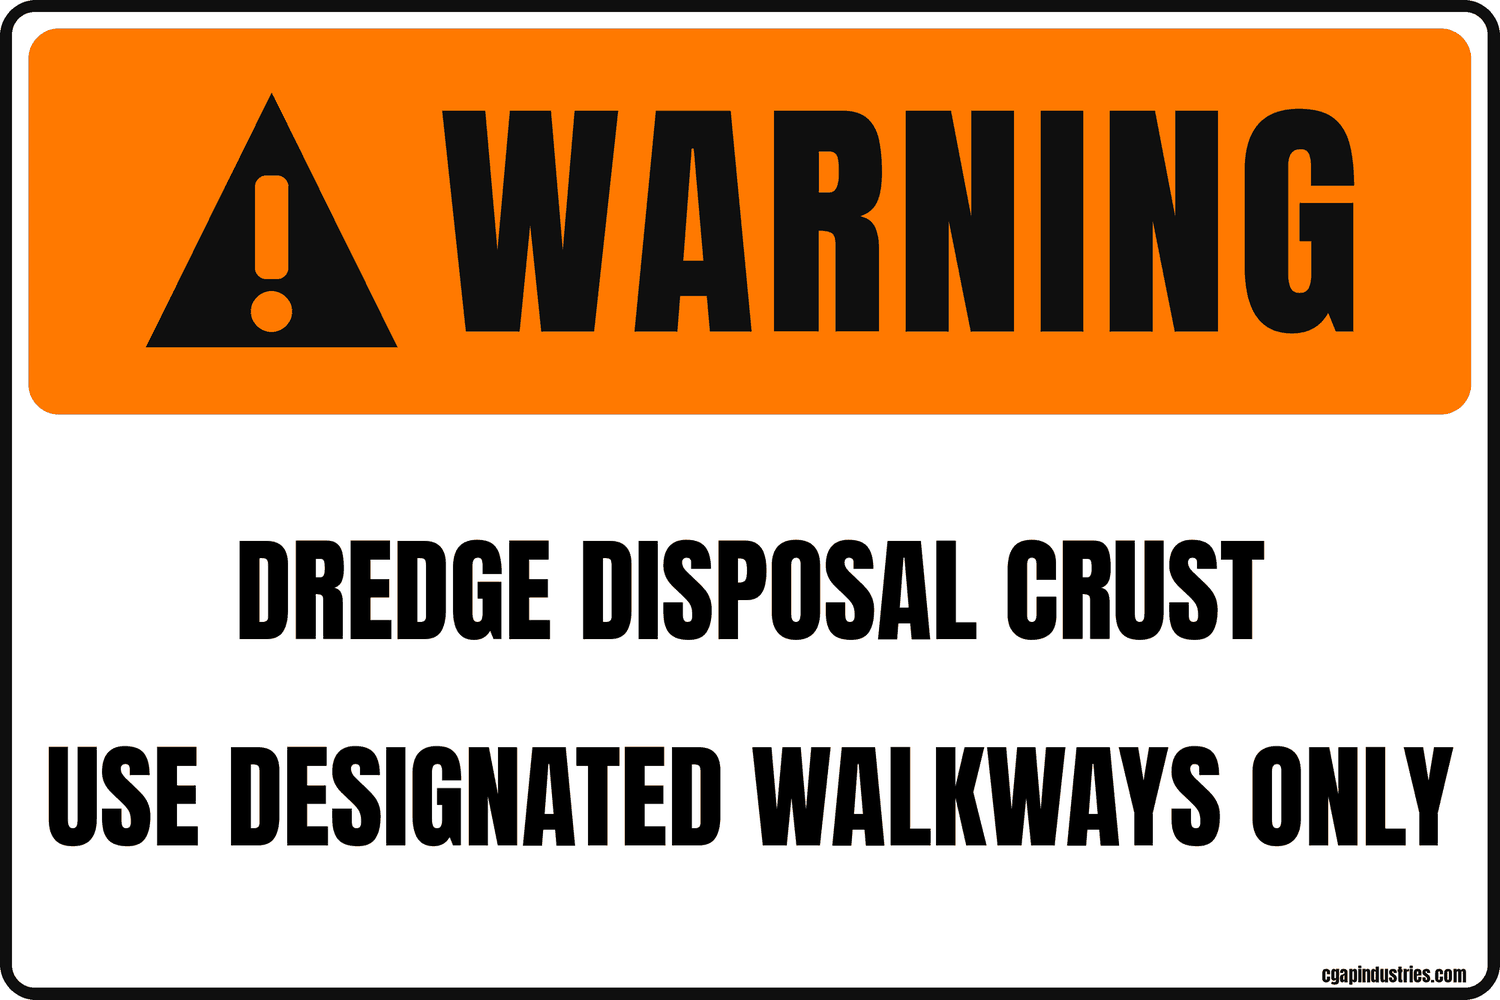 WARNING
DREDGE DISPOSAL CRUST
USE DESIGNATED WALKWAYS ONLY
cgapindustries.com